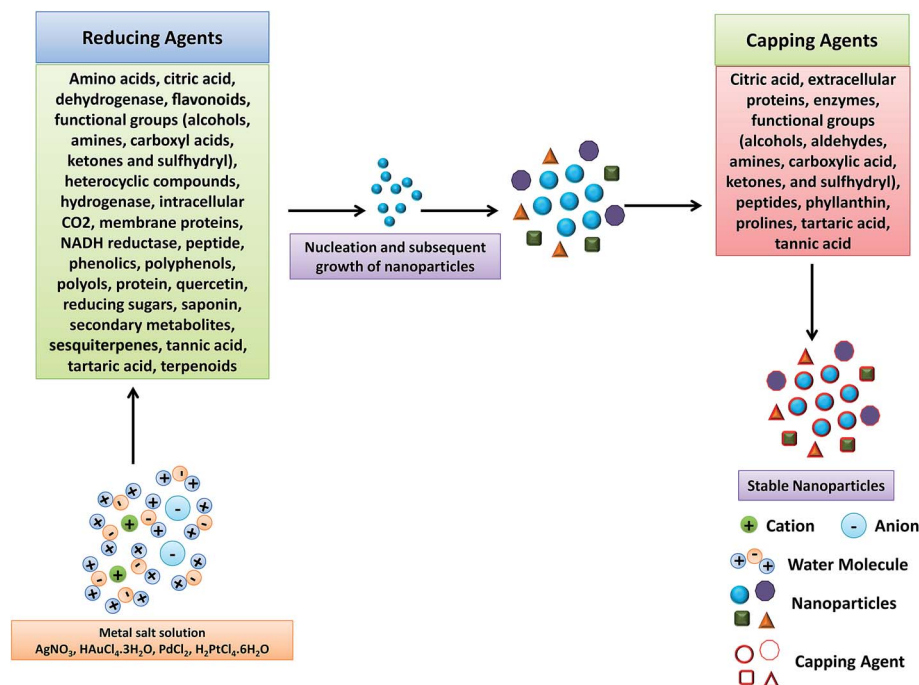 Reducing Agents
Amino acids, citric acid,
dehydrogenase, flavonoids,
functional groups (alcohols,
amines, carboxyl acids,
ketones and sulfhydryl),
heterocyclic compounds,
hydrogenase, intracellular
CO2, membrane proteins,
NADH reductase, peptide,
phenolics, polyphenols,
polyols, protein, quercetin,
reducing sugars, saponin,
secondary metabolites,
sesquiterpenes, tannic acid,
tartaric acid, terpenoids
Nucleation and subsequent
growth of nanoparticles
Capping Agents
Citric acid, extracellular
proteins, enzymes,
functional groups
(alcohols, aldehydes,
amines, carboxylic acid,
ketones, and sulfhydryl),
peptides, phyllanthin,
prolines, tartaric acid,
tannic acid
Stable Nanoparticles
Cation
Anion
Water Molecule
Nanoparticles
Capping Agent
Metal salt solution
AgNO₃, HAuCl₄.3H₂O, PdCl₂, H₂PtCl₄.6H₂O